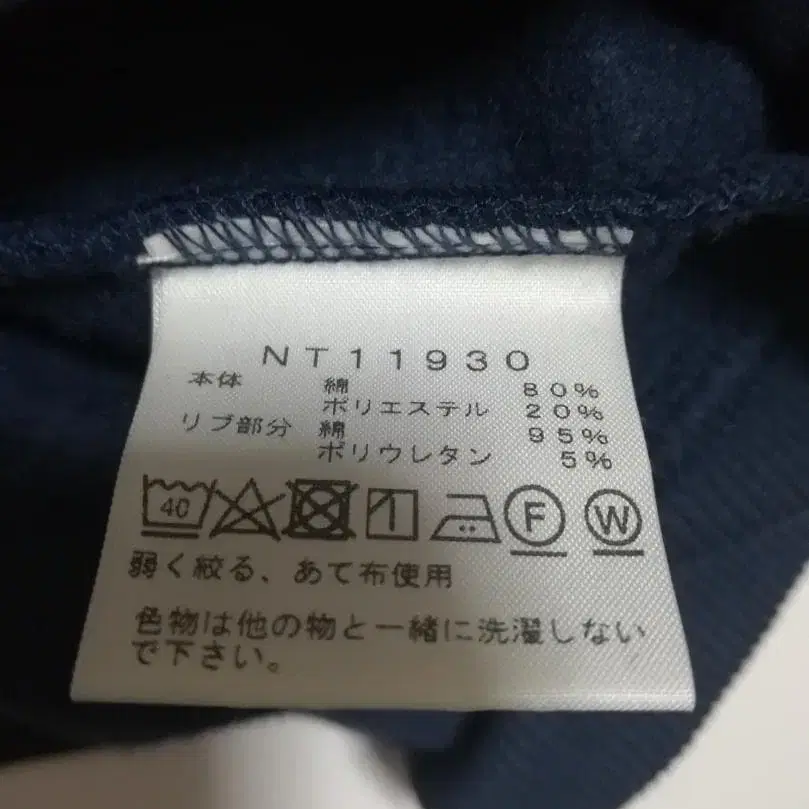 NT11930
本体 綿 80%
ポリエステル 20%
リブ部分 綿 95%
ポリウレタン 5%
40 F W
弱く絞る、あて布使用
色物は他の物と一緒に洗濯しない
で下さい。